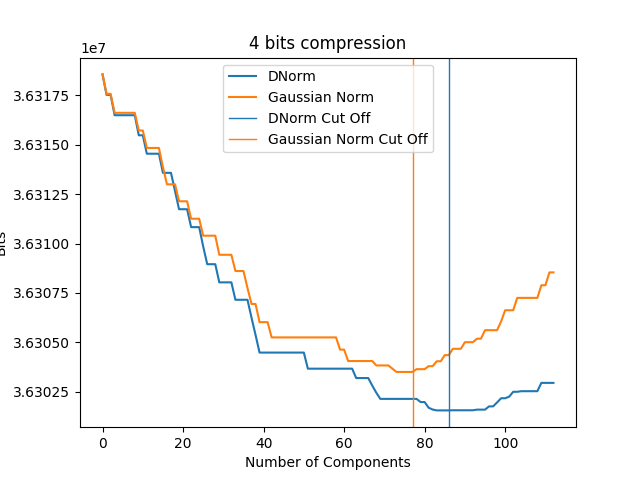 4 bits compression
1e7
DNorm
Gaussian Norm
DNorm Cut Off
Gaussian Norm Cut Off
3.63175
3.63150
3.63125
3.63100
3.63075
3.63050
3.63025
Bits
0 20 40 60 80 100
Number of Components